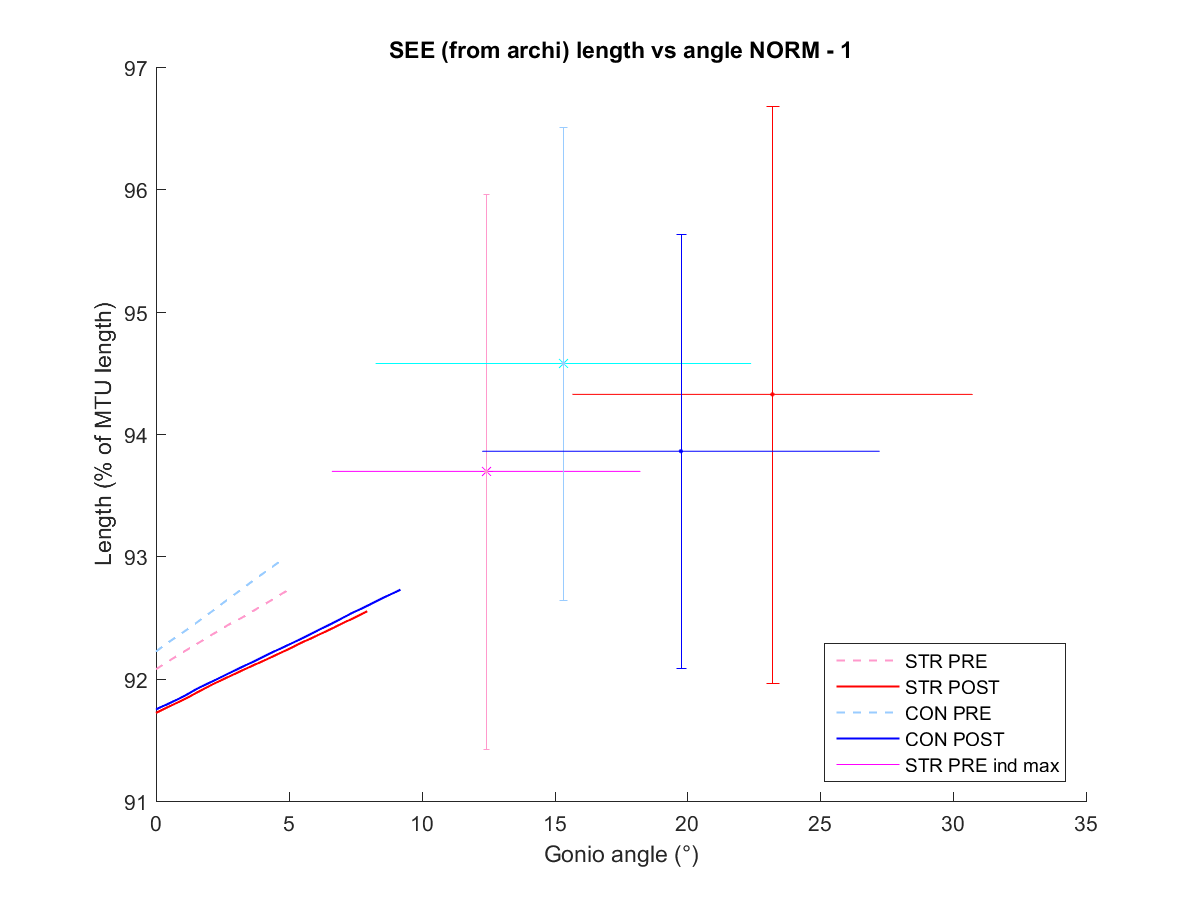 SEE (from archi) length vs angle NORM - 1
Length (% of MTU length)
97
96
95
94
93
92
91
0 5 10 15 20 25 30 35
Gonio angle (°)
STR PRE
STR POST
CON PRE
CON POST
STR PRE ind max